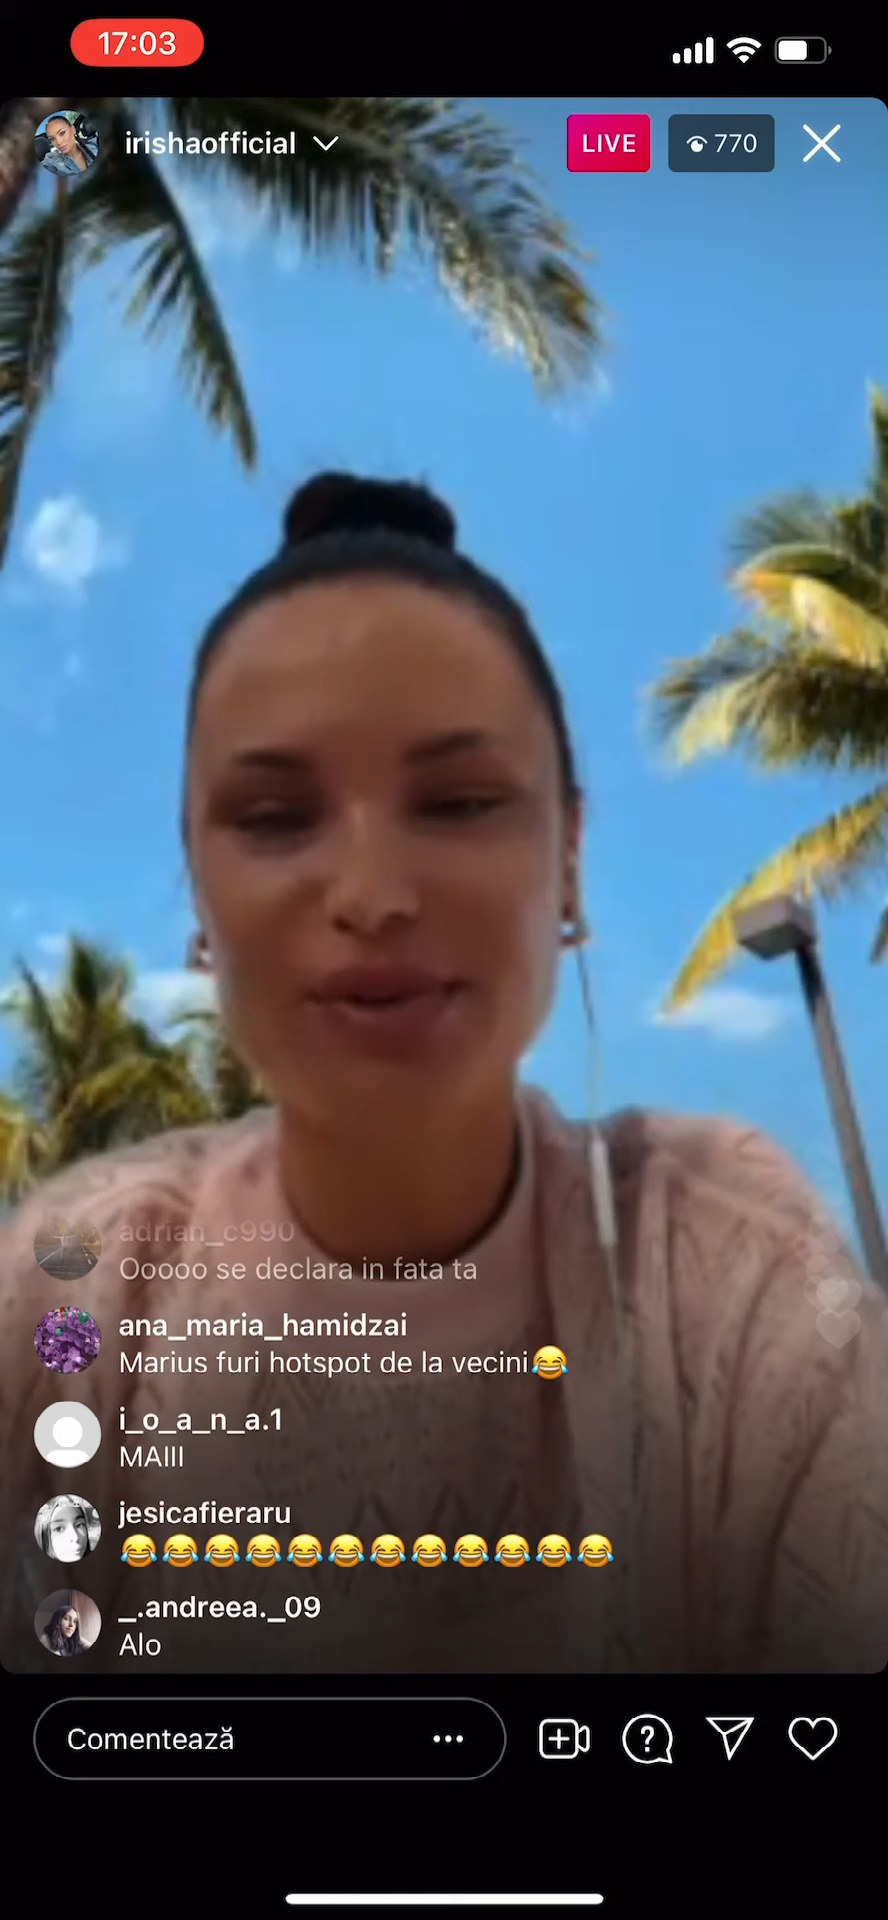 17:03
irishaofficial
LIVE
770
adrian_c990
Ooooo se declara in fata ta
ana_maria_hamidzai
Marius furi hotspot de la vecini😂
i_o_a_n_a.1
MAIII
jesicafieraru
😂😂😂😂😂😂😂😂😂😂😂😂
_.andreea._09
Alo
Comentează